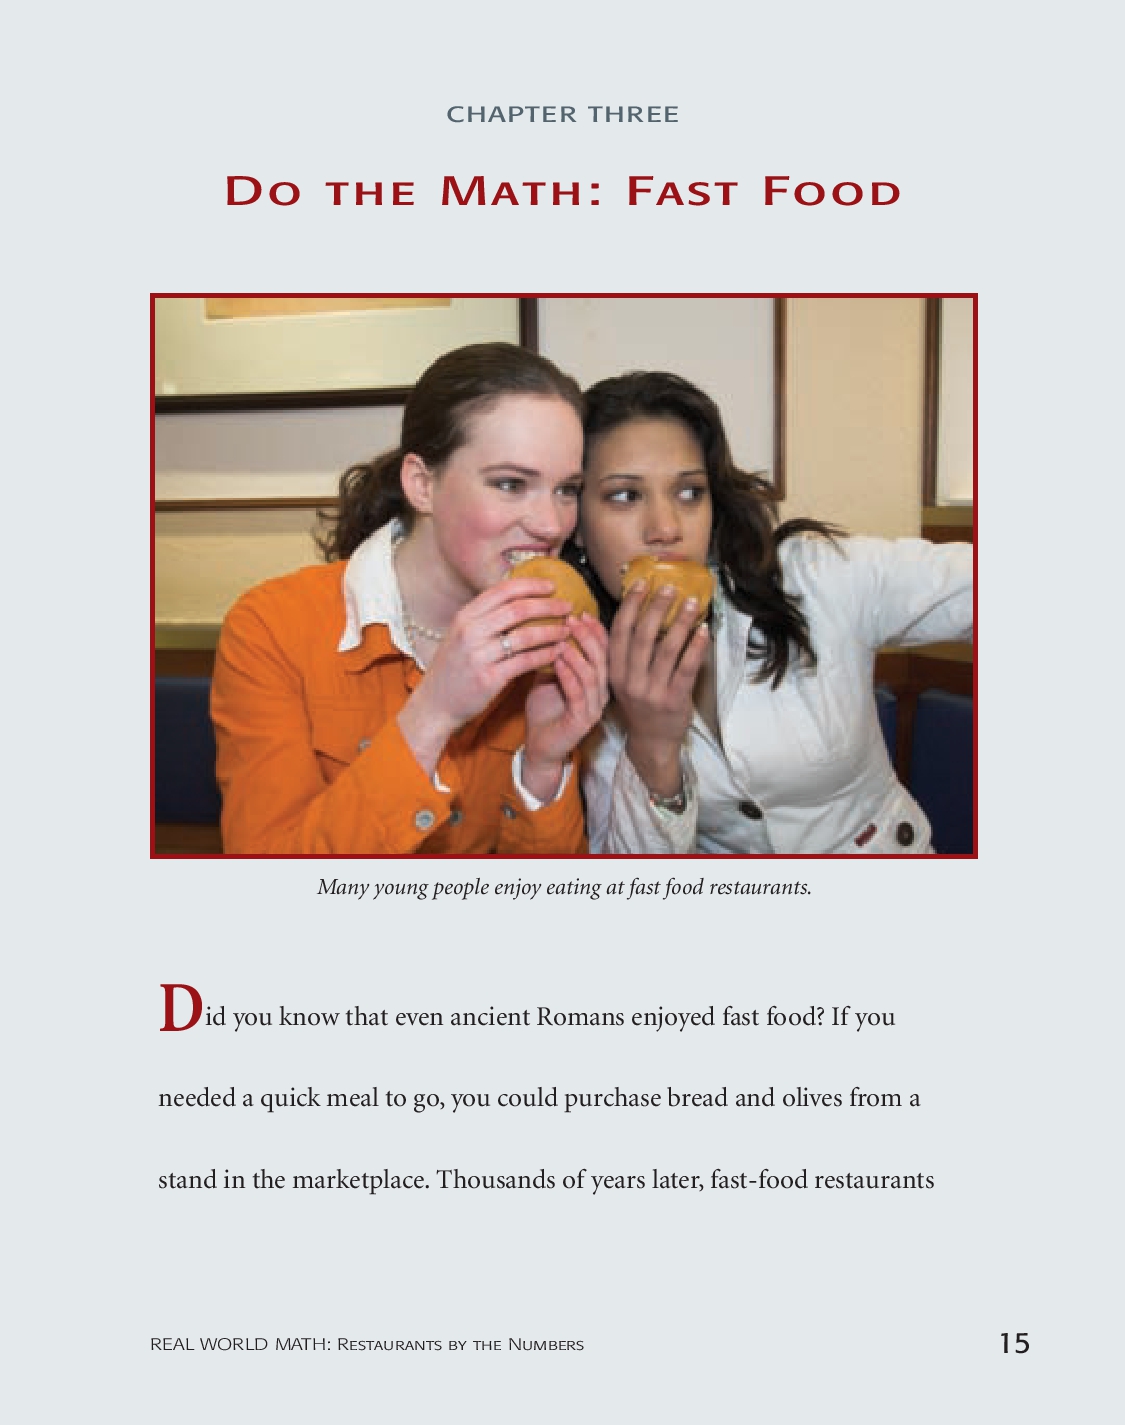 CHAPTER THREE
Do the Math: Fast Food
Many young people enjoy eating at fast food restaurants.
Did you know that even ancient Romans enjoyed fast food? If you
needed a quick meal to go, you could purchase bread and olives from a
stand in the marketplace. Thousands of years later, fast-food restaurants
REAL WORLD MATH: Restaurants by the Numbers
15